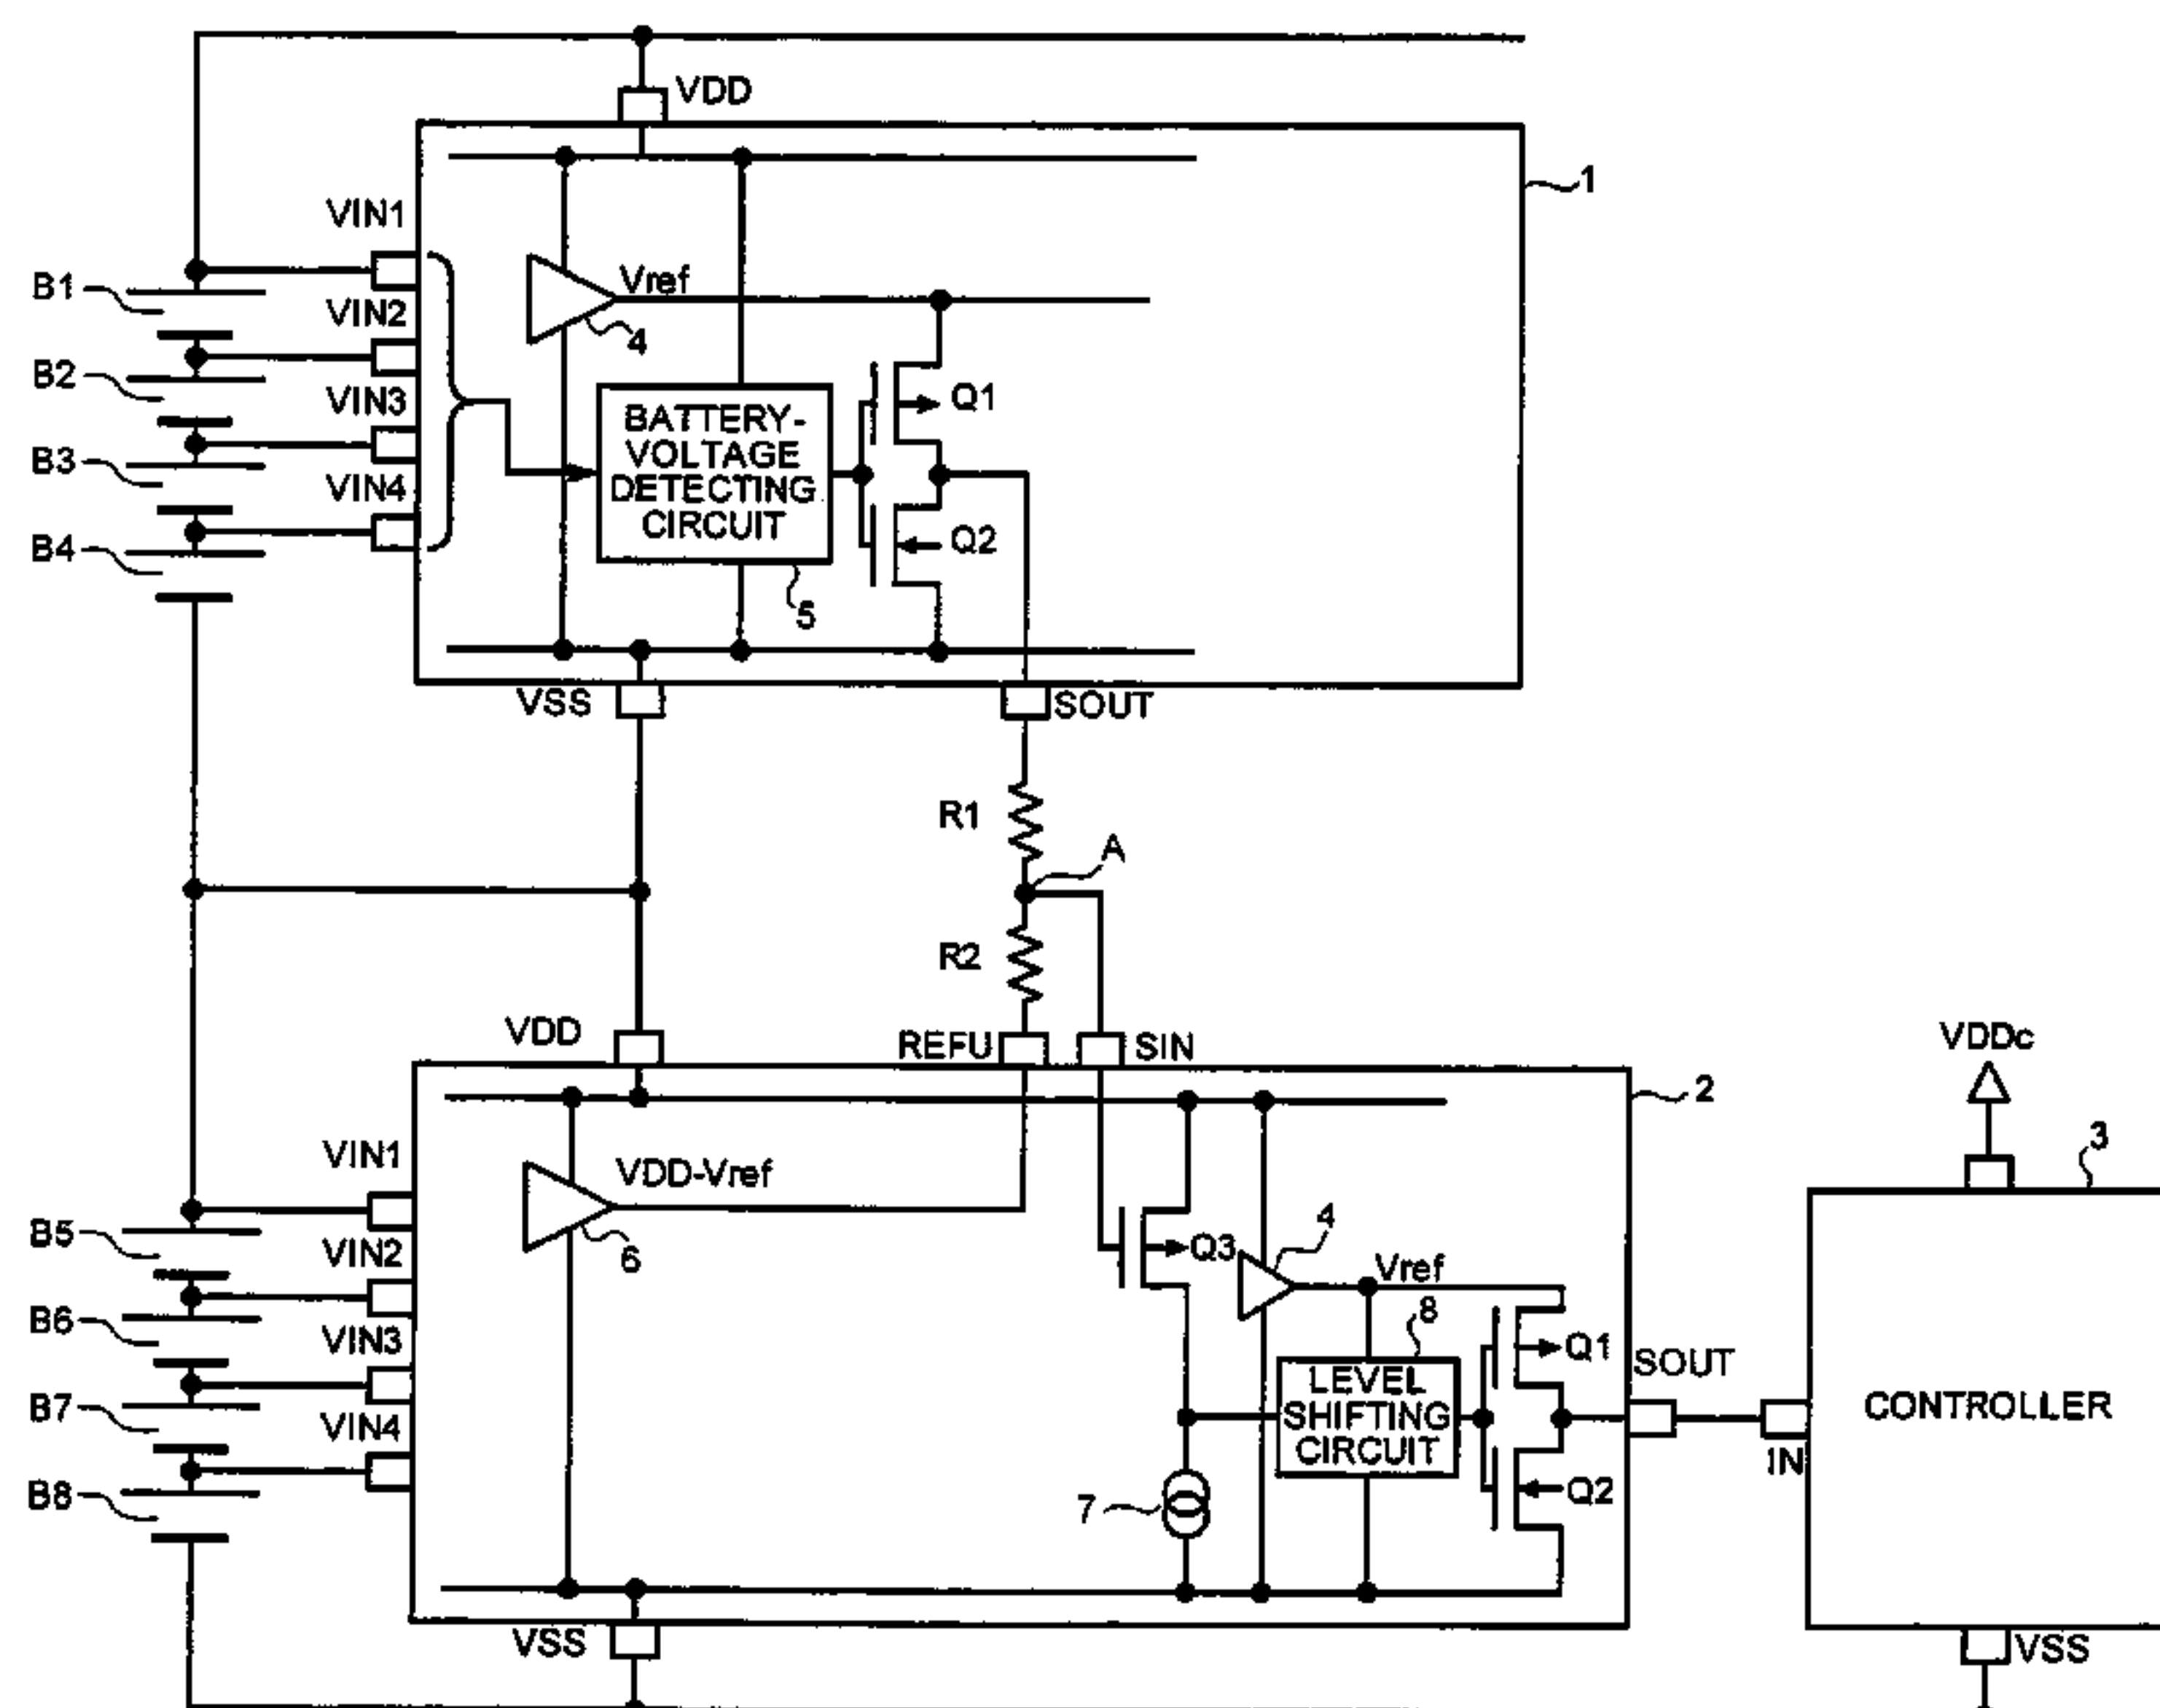 VDD
1
VIN1
B1
Vref
VIN2
4
B2
VIN3
Q1
BATTERY-
VOLTAGE
DETECTING
CIRCUIT
B3
VIN4
Q2
B4
5
VSS
SOUT
R1
A
R2
VDD
REFU
SIN
VDDc
2
3
VIN1
VDD-Vref
4
B5
VIN2
6
Q3
Vref
8
B6
VIN3
Q1
SOUT
LEVEL
SHIFTING
CIRCUIT
B7
CONTROLLER
VIN4
IN
B8
7
Q2
VSS
VSS